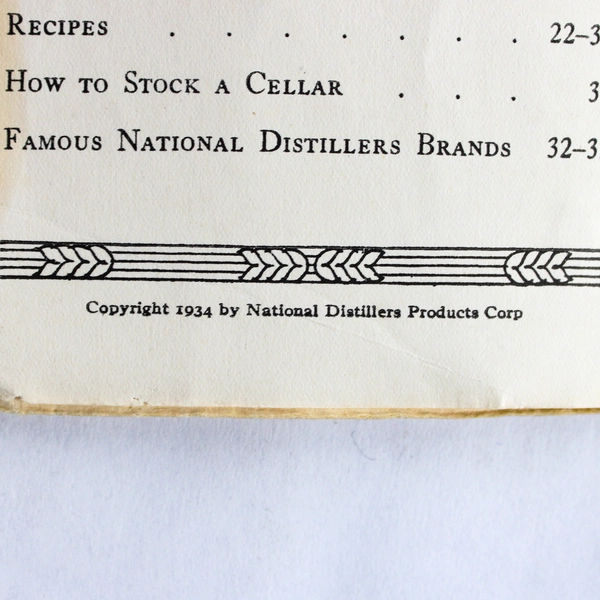 Recipes . . . . . . . 22-3
How to Stock a Cellar . . . 3
Famous National Distillers Brands 32-3
Copyright 1934 by National Distillers Products Corp